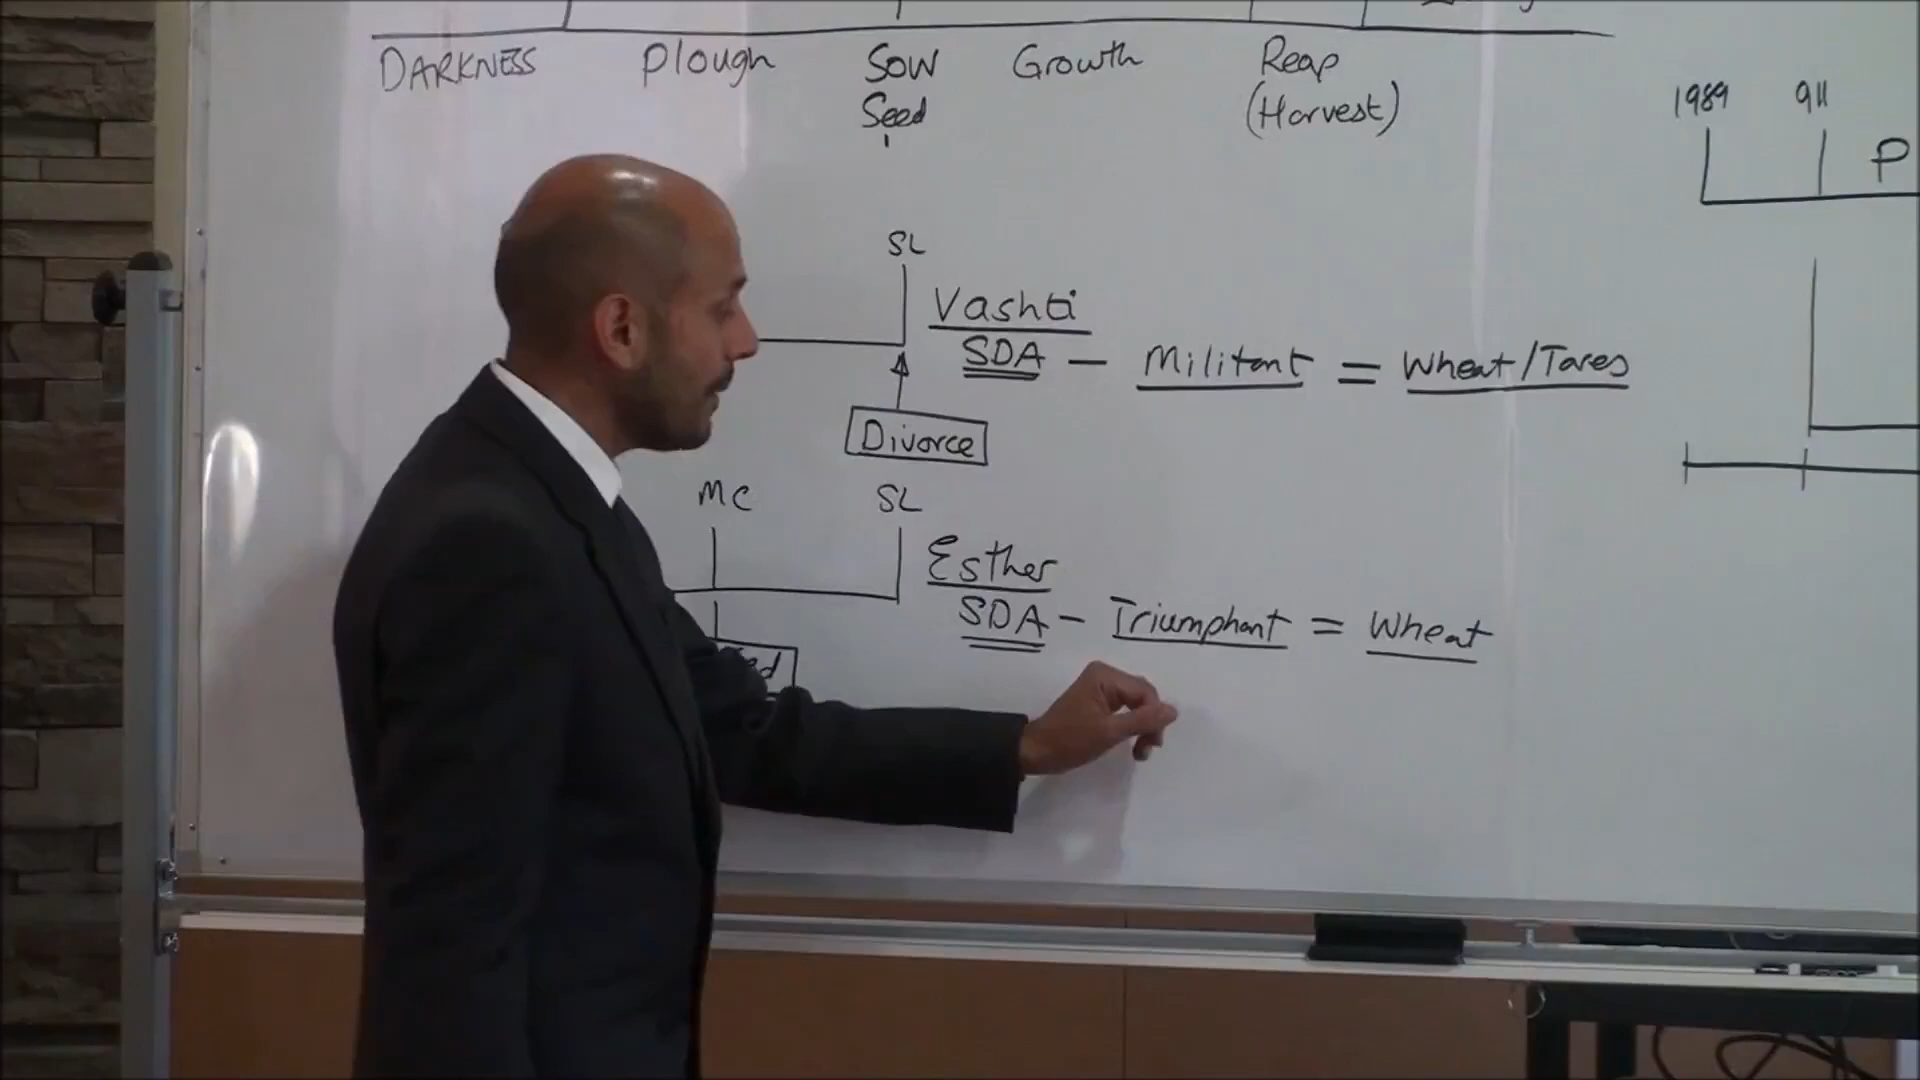 DARKNESS Plough Sow Growth Reap
Seed (Harvest)
1989 911
P
SL
Vashti
SDA - Militant = Wheat/Tares
Divorce
MC SL
Esther
SDA - Triumphant = Wheat